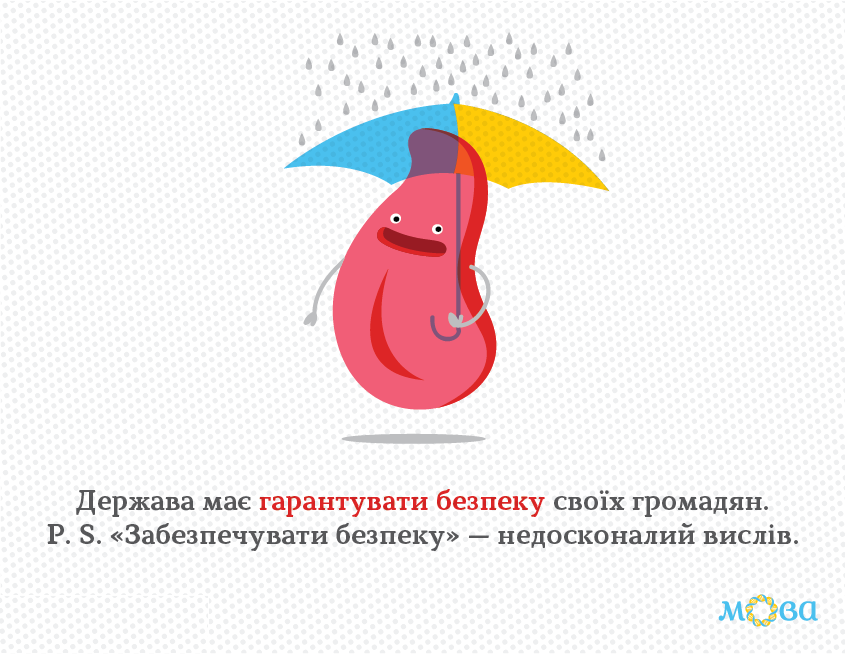 Держава має гарантувати безпеку своїх громадян.
P. S. «Забезпечувати безпеку» — недосконалий вислів.
мова